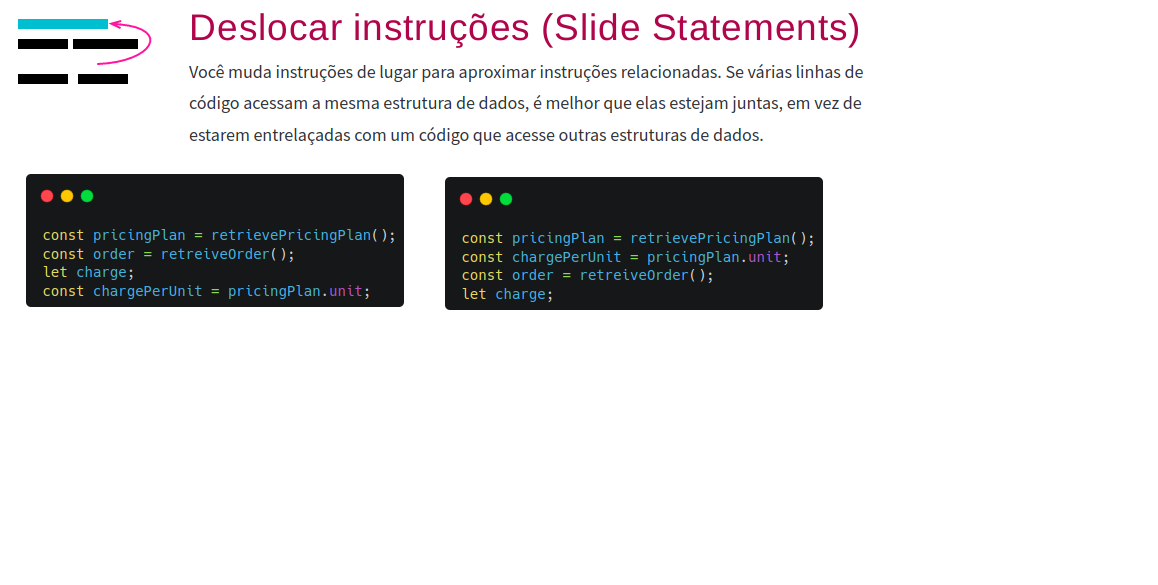 Deslocar instruções (Slide Statements)
Você muda instruções de lugar para aproximar instruções relacionadas. Se várias linhas de
código acessam a mesma estrutura de dados, é melhor que elas estejam juntas, em vez de
estarem entrelaçadas com um código que acesse outras estruturas de dados.
const pricingPlan = retrievePricingPlan();
const order = retreiveOrder();
let charge;
const chargePerUnit = pricingPlan.unit;
const pricingPlan = retrievePricingPlan();
const chargePerUnit = pricingPlan.unit;
const order = retreiveOrder();
let charge;